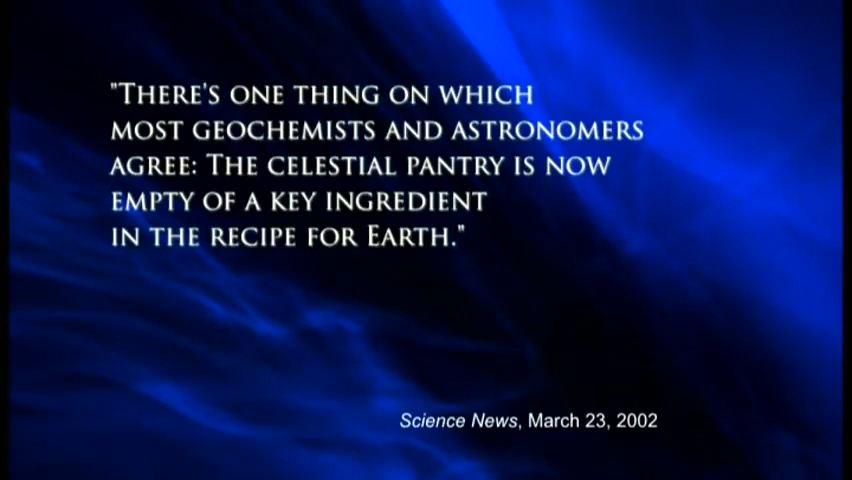 "There's one thing on which
most geochemists and astronomers
agree: The celestial pantry is now
empty of a key ingredient
in the recipe for Earth."
Science News, March 23, 2002